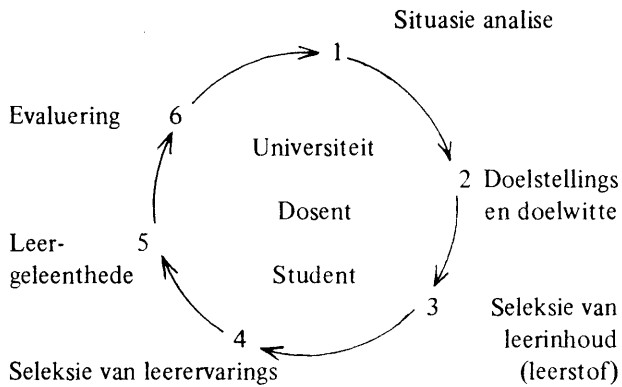 Situasie analise
1
6
Evaluering
Universiteit
2 Doelstellings
en doelwitte
Dosent
Leer-
geleenthede
5
Student
3
Seleksie van
leerinhoud
(leerstof)
4
Seleksie van leerervarings